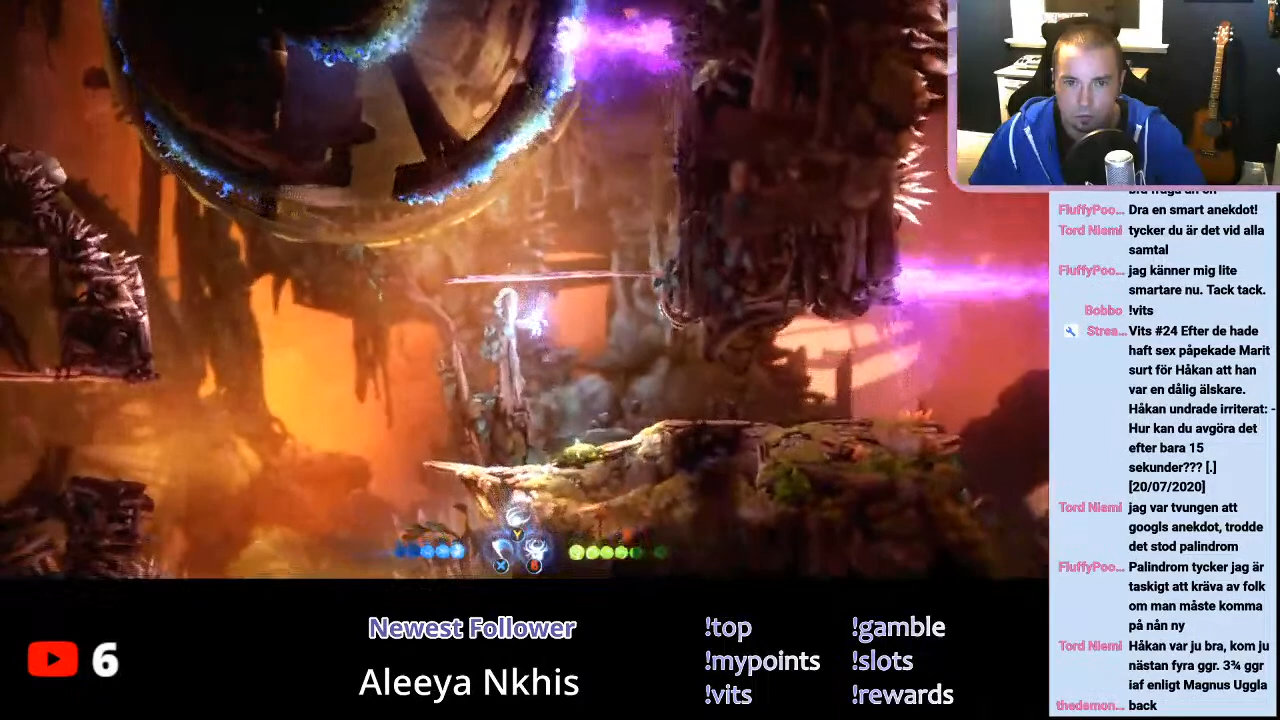 FluffyPoo... Dra en smart anekdot!
Tord Niemi tycker du är det vid alla
samtal
FluffyPoo... jag känner mig lite
smartare nu. Tack tack.
Bobbo !vits
Strea... Vits #24 Efter de hade
haft sex påpekade Marit
surt för Håkan att han
var en dålig älskare.
Håkan undrade irriterat: -
Hur kan du avgöra det
efter bara 15
sekunder??? [.]
[20/07/2020]
Tord Niemi jag var tvungen att
googls anekdot, trodde
det stod palindrom
FluffyPoo... Palindrom tycker jag är
taskigt att kräva av folk
om man måste komma
på nån ny
Tord Niemi Håkan var ju bra, kom ju
nästan fyra ggr. 3¾ ggr
iaf enligt Magnus Uggla
thedemon... back
Y
X
B
6
Newest Follower
Aleeya Nkhis
!top
!mypoints
!vits
!gamble
!slots
!rewards